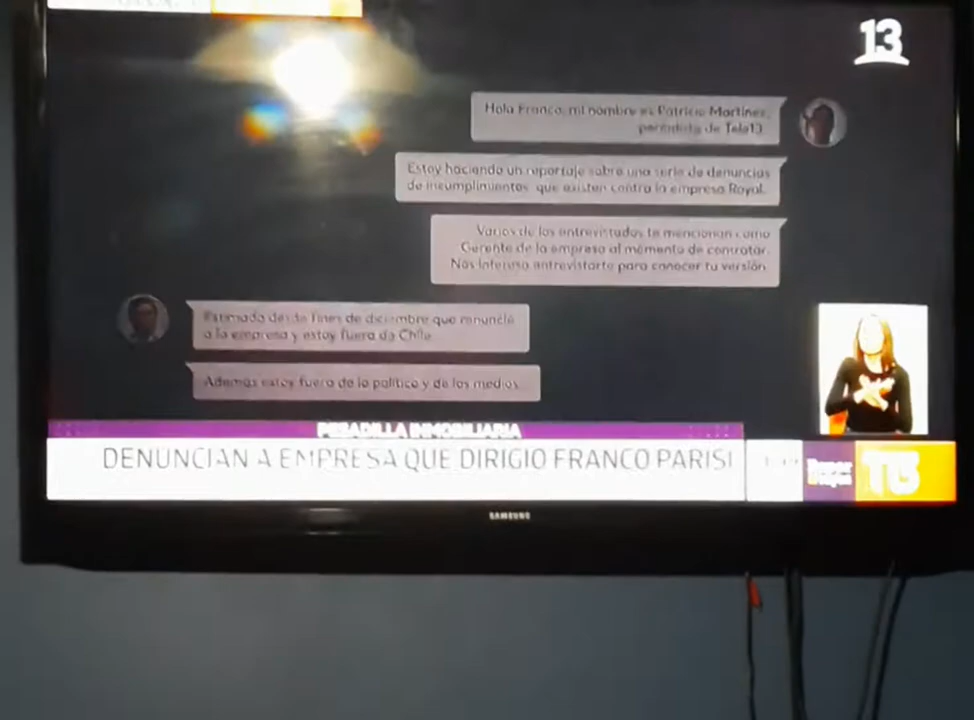 13
Hola Franco, mi nombre es Patricio Martínez,
periodista de Tele13.
Estoy haciendo un reportaje sobre una serie de denuncias
de incumplimientos que existen contra la empresa Royal.
Varios de los entrevistados te mencionan como
Gerente de la empresa al momento de contratar.
Nos interesa entrevistarte para conocer tu versión
Estimado desde fines de diciembre que renuncié
a la empresa y estoy fuera de Chile
Además estoy fuera de la política y de los medios
PESADILLA INMOBILIARIA
DENUNCIAN A EMPRESA QUE DIRIGIO FRANCO PARISI
T13
SAMSUNG